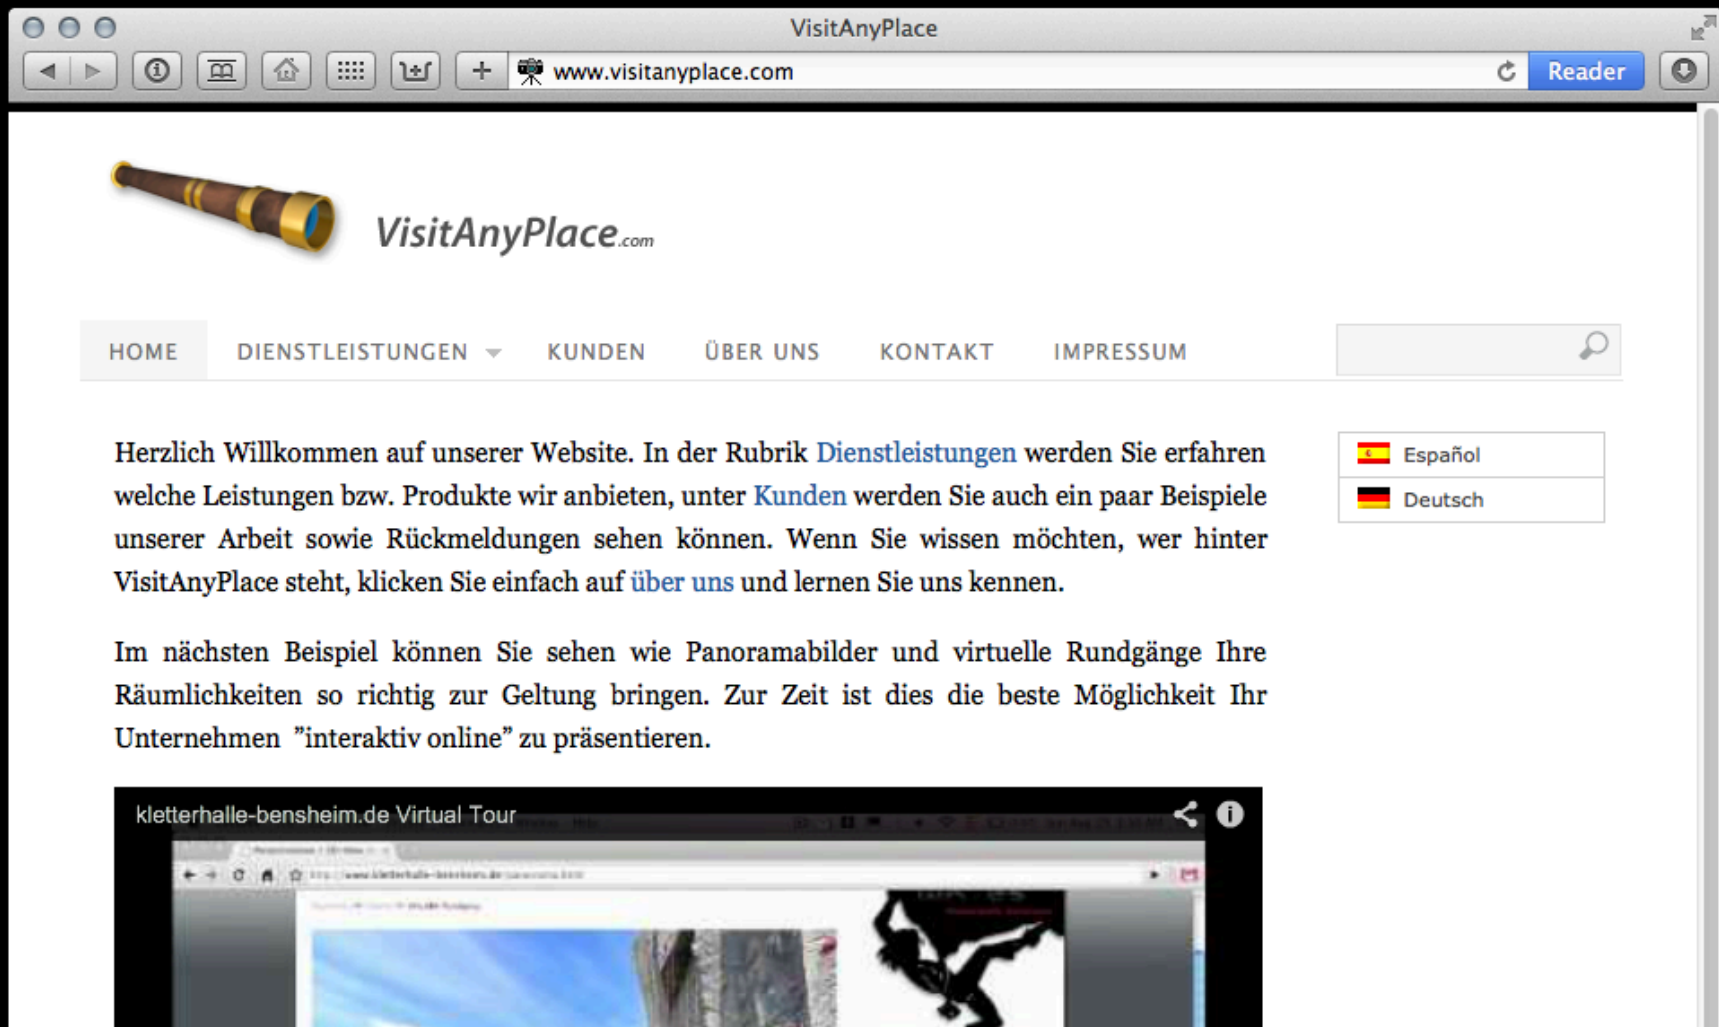 VisitAnyPlace
www.visitanyplace.com
Reader
VisitAnyPlace.com
HOME DIENSTLEISTUNGEN KUNDEN ÜBER UNS KONTAKT IMPRESSUM
Herzlich Willkommen auf unserer Website. In der Rubrik Dienstleistungen werden Sie erfahren
welche Leistungen bzw. Produkte wir anbieten, unter Kunden werden Sie auch ein paar Beispiele
unserer Arbeit sowie Rückmeldungen sehen können. Wenn Sie wissen möchten, wer hinter
VisitAnyPlace steht, klicken Sie einfach auf über uns und lernen Sie uns kennen.
Español
Deutsch
Im nächsten Beispiel können Sie sehen wie Panoramabilder und virtuelle Rundgänge Ihre
Räumlichkeiten so richtig zur Geltung bringen. Zur Zeit ist dies die beste Möglichkeit Ihr
Unternehmen ”interaktiv online” zu präsentieren.
kletterhalle-bensheim.de Virtual Tour